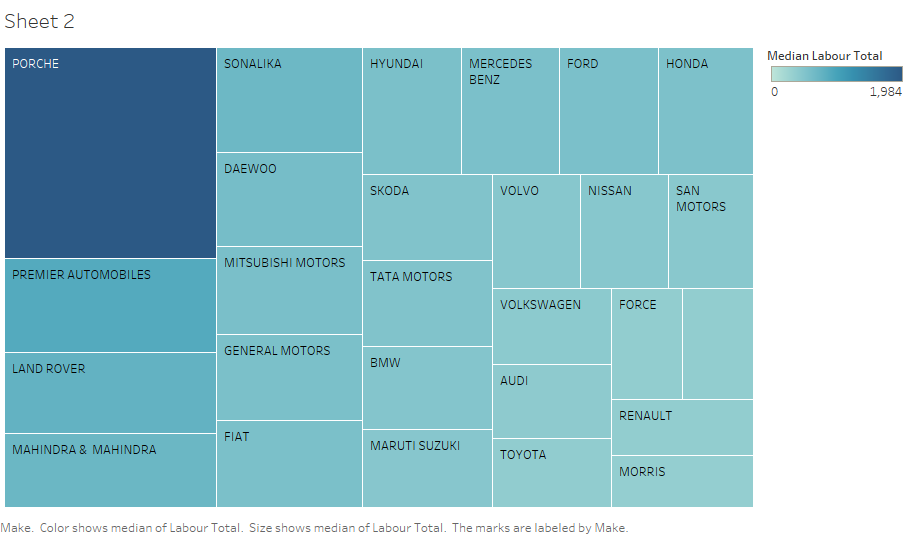 Sheet 2
PORCHE
PREMIER AUTOMOBILES
LAND ROVER
MAHINDRA & MAHINDRA
SONALIKA
DAEWOO
MITSUBISHI MOTORS
GENERAL MOTORS
FIAT
HYUNDAI
MERCEDES
BENZ
FORD
HONDA
SKODA
TATA MOTORS
BMW
MARUTI SUZUKI
VOLVO
NISSAN
SAN
MOTORS
VOLKSWAGEN
AUDI
TOYOTA
FORCE
RENAULT
MORRIS
Median Labour Total
0
1,984
Make. Color shows median of Labour Total. Size shows median of Labour Total. The marks are labeled by Make.